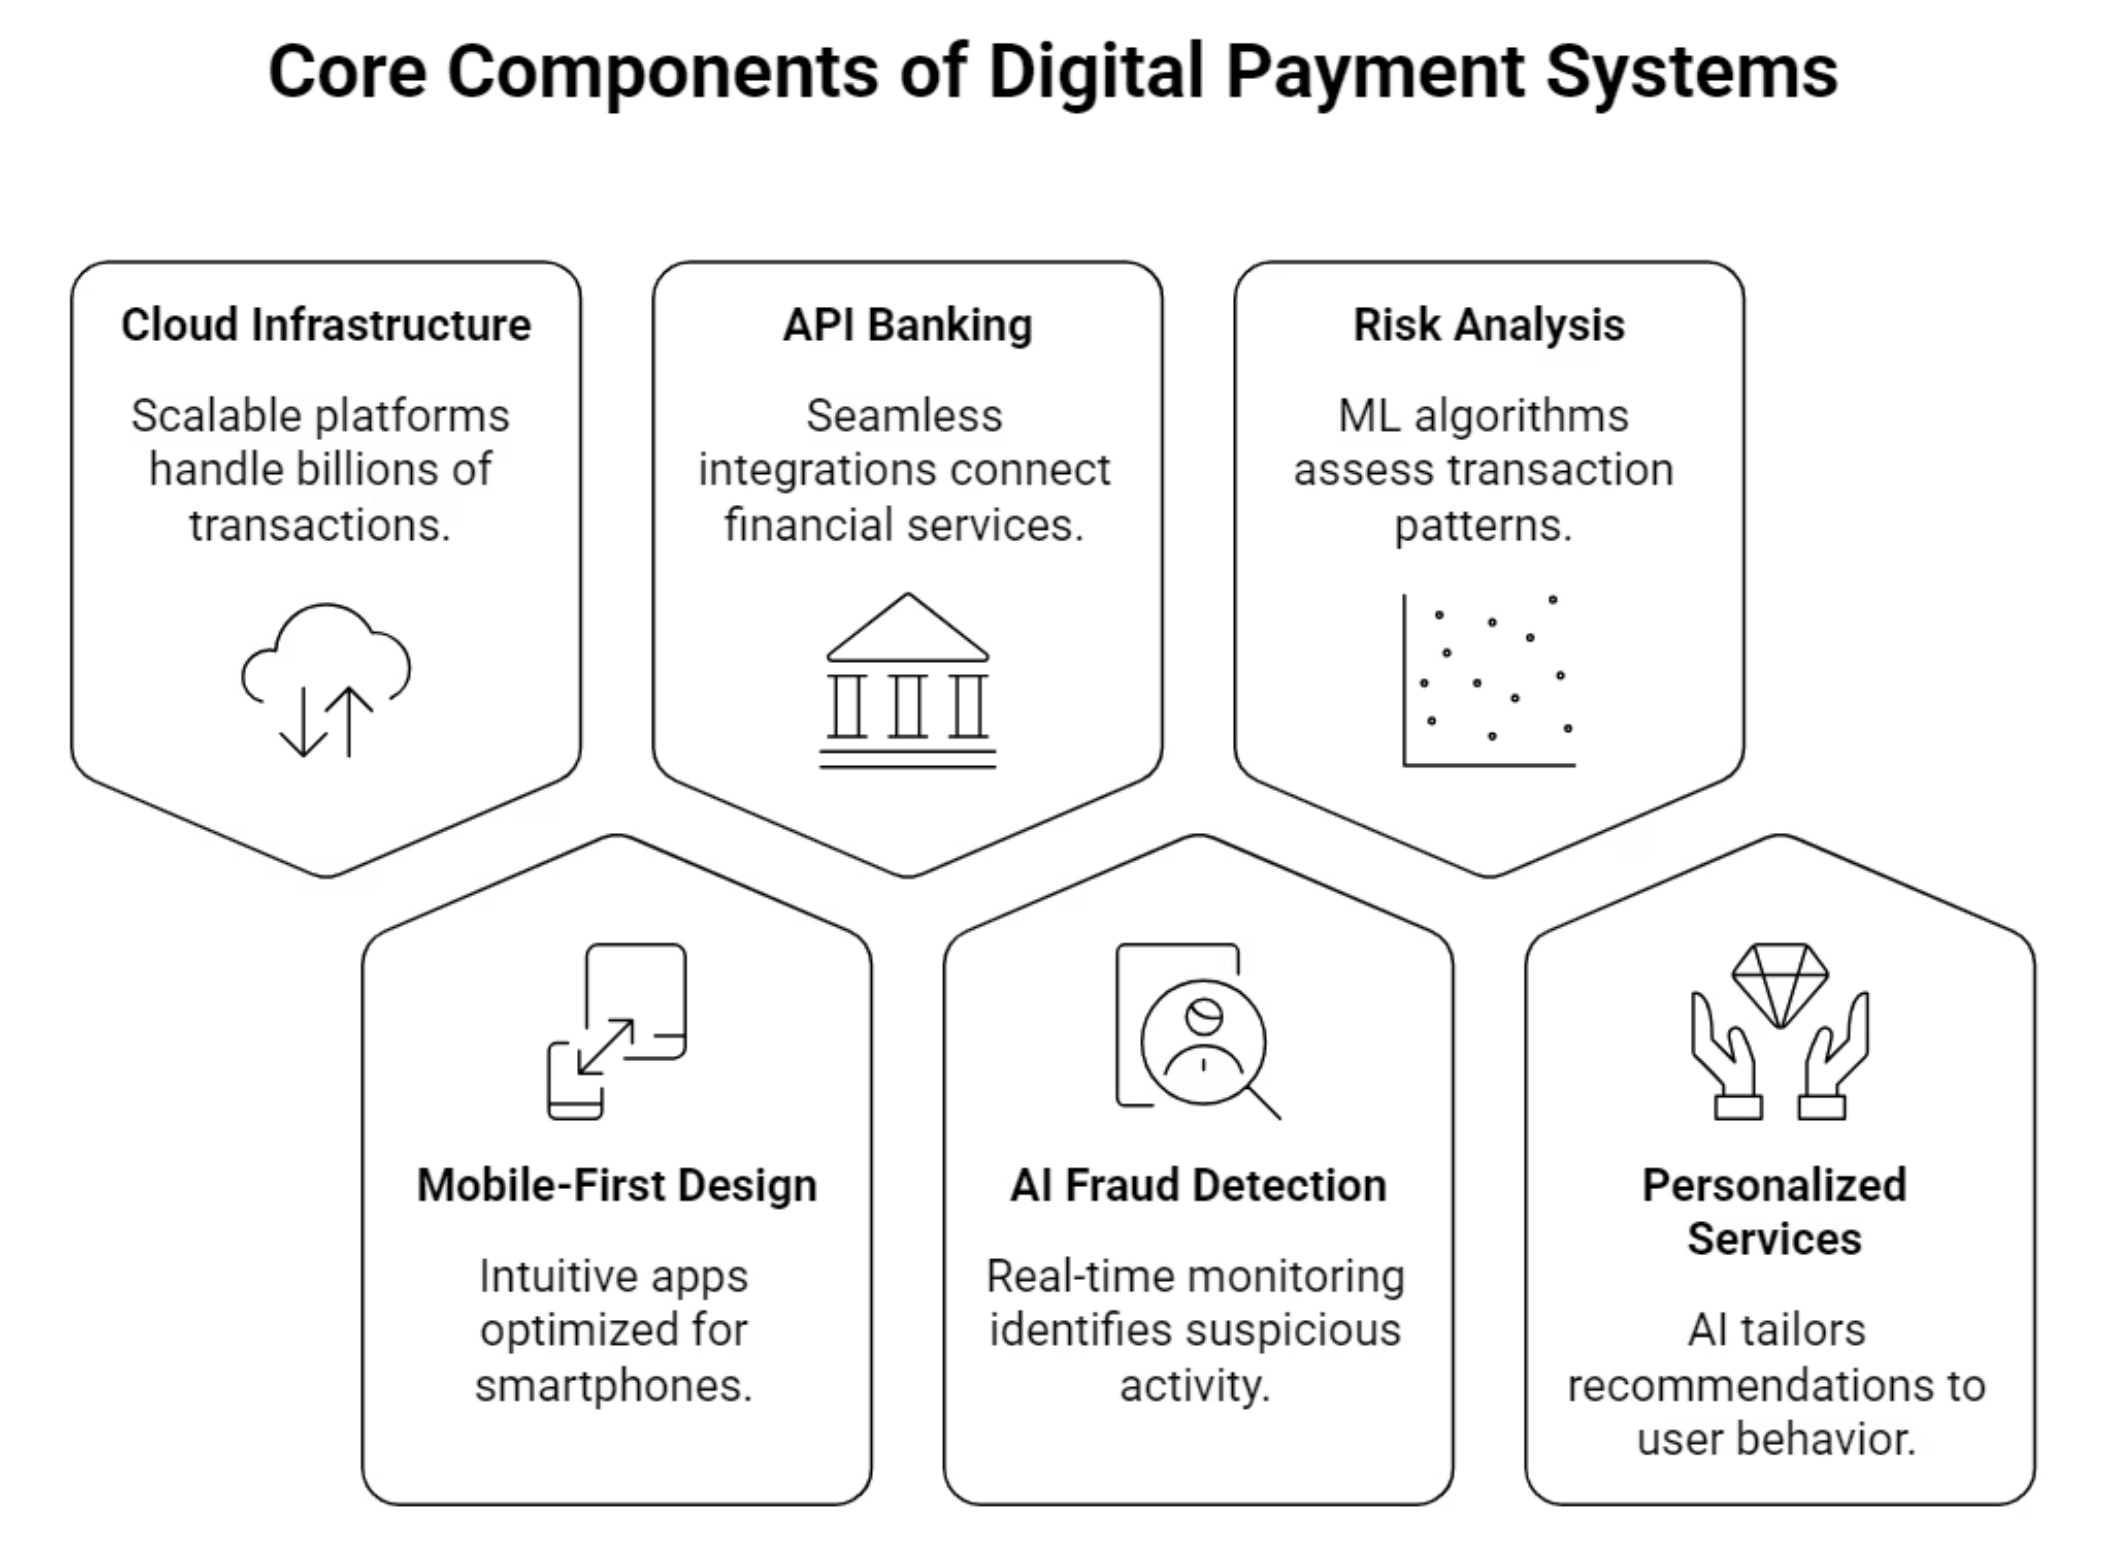 Core Components of Digital Payment Systems
Cloud Infrastructure
Scalable platforms
handle billions of
transactions.
API Banking
Seamless
integrations connect
financial services.
Risk Analysis
ML algorithms
assess transaction
patterns.
Mobile-First Design
Intuitive apps
optimized for
smartphones.
AI Fraud Detection
Real-time monitoring
identifies suspicious
activity.
Personalized
Services
AI tailors
recommendations to
user behavior.